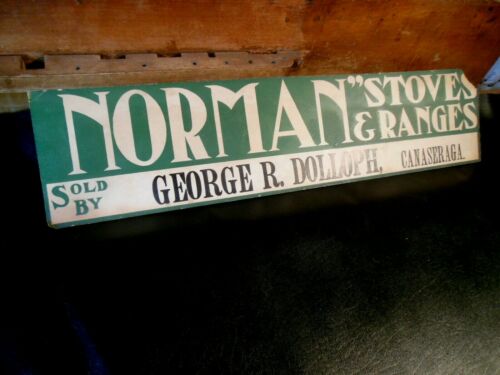 NORMAN" STOVES
& RANGES
SOLD BY
GEORGE R. DOLLOPH, CANASERAGA.